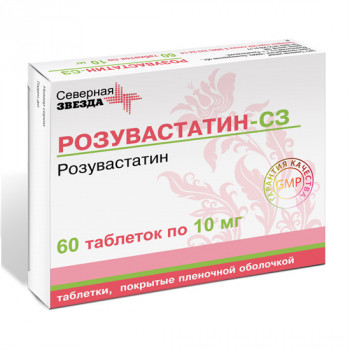 Северная
ЗВЕЗДА
РОЗУВАСТАТИН-СЗ
Розувастатин
ГАРАНТИЯ КАЧЕСТВА
GMP
60 таблеток по 10 мг
таблетки, покрытые пленочной оболочкой